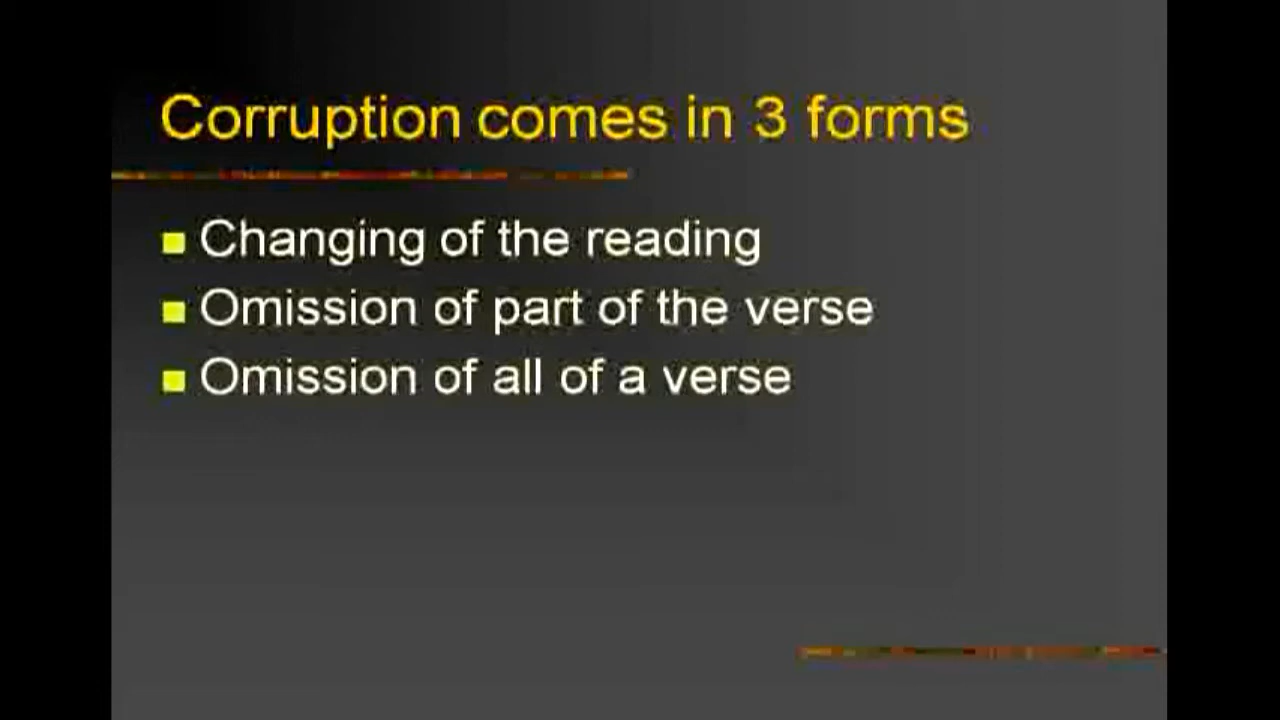 Corruption comes in 3 forms
Changing of the reading
Omission of part of the verse
Omission of all of a verse